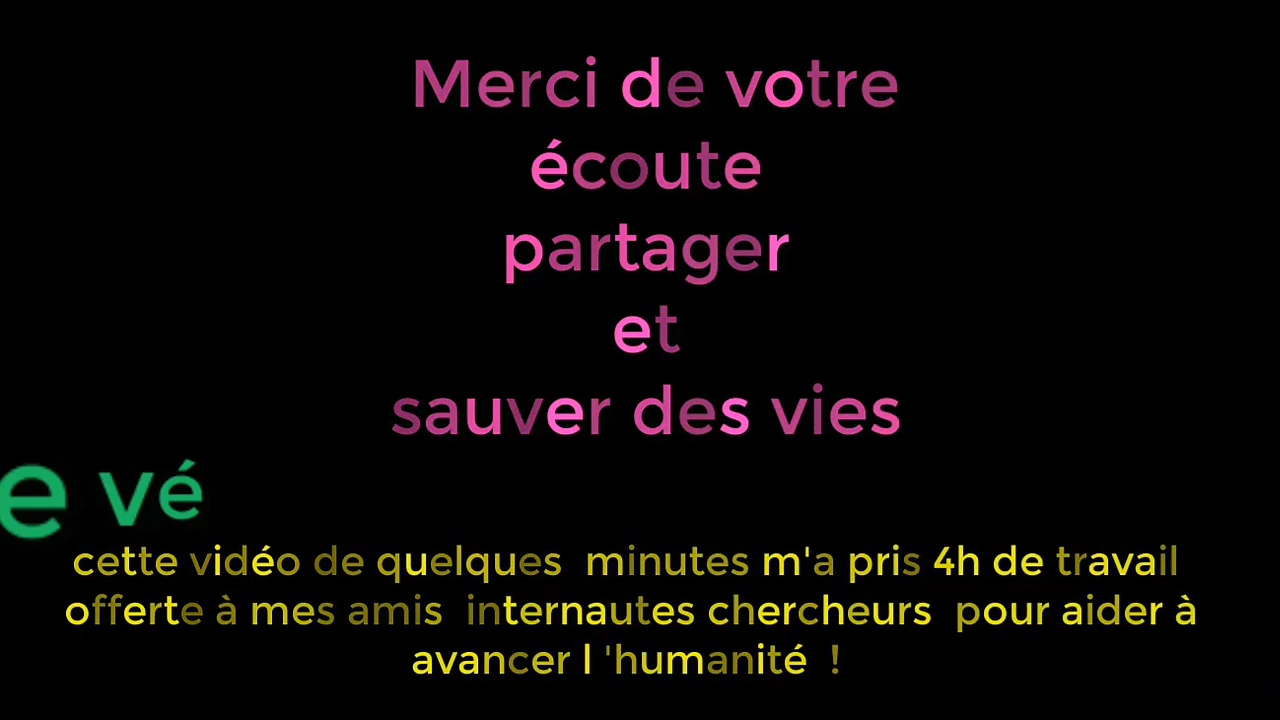 Merci de votre
écoute
partager
et
sauver des vies
e vé
cette vidéo de quelques minutes m'a pris 4h de travail
offerte à mes amis internautes chercheurs pour aider à
avancer l 'humanité !